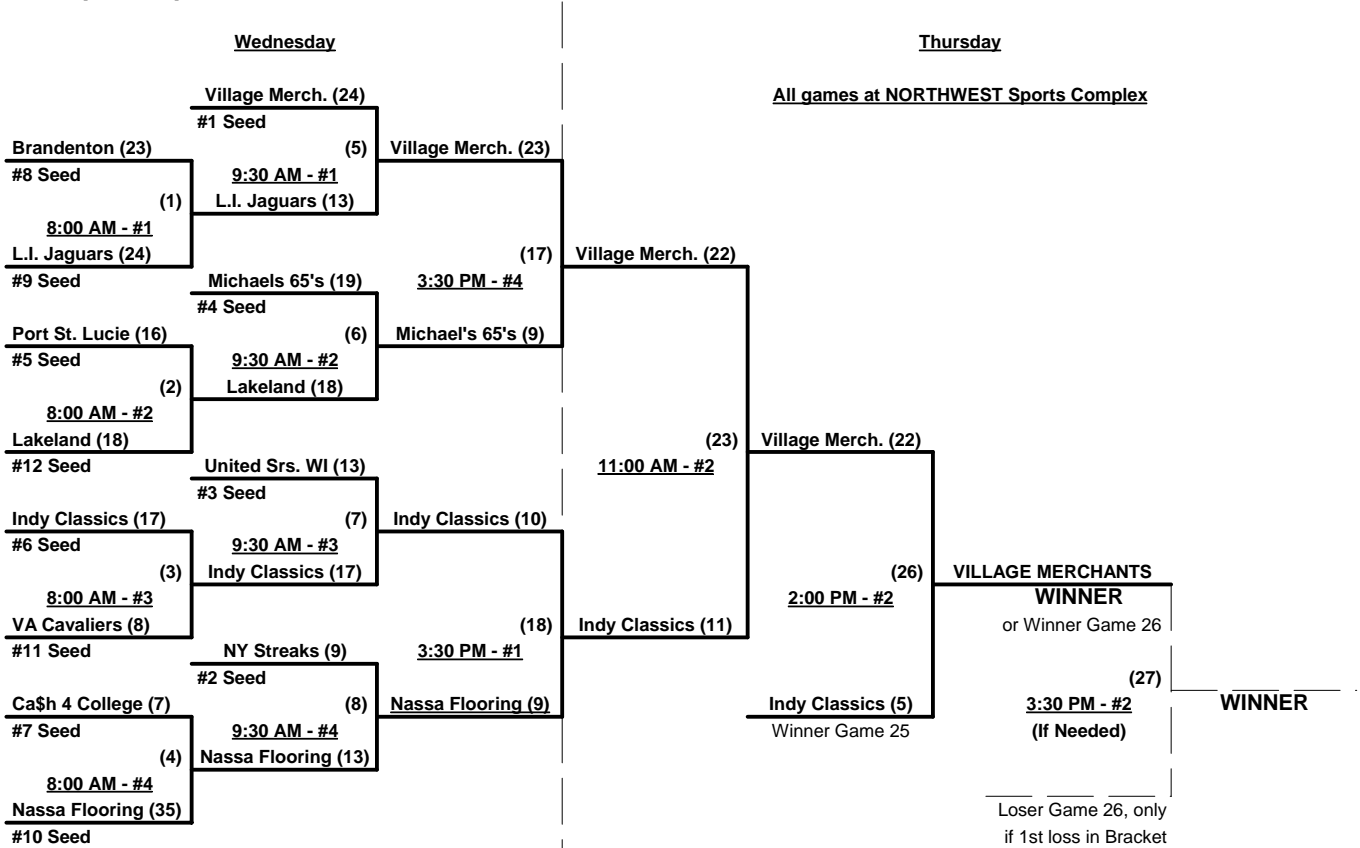 Wednesday
Thursday
Village Merch. (24)
All games at NORTHWEST Sports Complex
#1 Seed
Brandenton (23)
(5)
Village Merch. (23)
#8 Seed
9:30 AM - #1
(1)
L.I. Jaguars (13)
8:00 AM - #1
L.I. Jaguars (24)
(17)
Village Merch. (22)
#9 Seed
Michaels 65's (19)
3:30 PM - #4
#4 Seed
Port St. Lucie (16)
(6)
Michael's 65's (9)
#5 Seed
9:30 AM - #2
(2)
Lakeland (18)
8:00 AM - #2
Lakeland (18)
(23)
Village Merch. (22)
#12 Seed
United Srs. WI (13)
11:00 AM - #2
#3 Seed
Indy Classics (17)
(7)
Indy Classics (10)
#6 Seed
9:30 AM - #3
(3)
Indy Classics (17)
(26)
VILLAGE MERCHANTS
8:00 AM - #3
2:00 PM - #2
WINNER
VA Cavaliers (8)
(18)
Indy Classics (11)
or Winner Game 26
#11 Seed
NY Streaks (9)
3:30 PM - #1
#2 Seed
(27)
Ca$h 4 College (7)
(8)
Nassa Flooring (9)
Indy Classics (5)
3:30 PM - #2
WINNER
#7 Seed
9:30 AM - #4
Winner Game 25
(If Needed)
(4)
Nassa Flooring (13)
8:00 AM - #4
Nassa Flooring (35)
Loser Game 26, only
#10 Seed
if 1st loss in Bracket